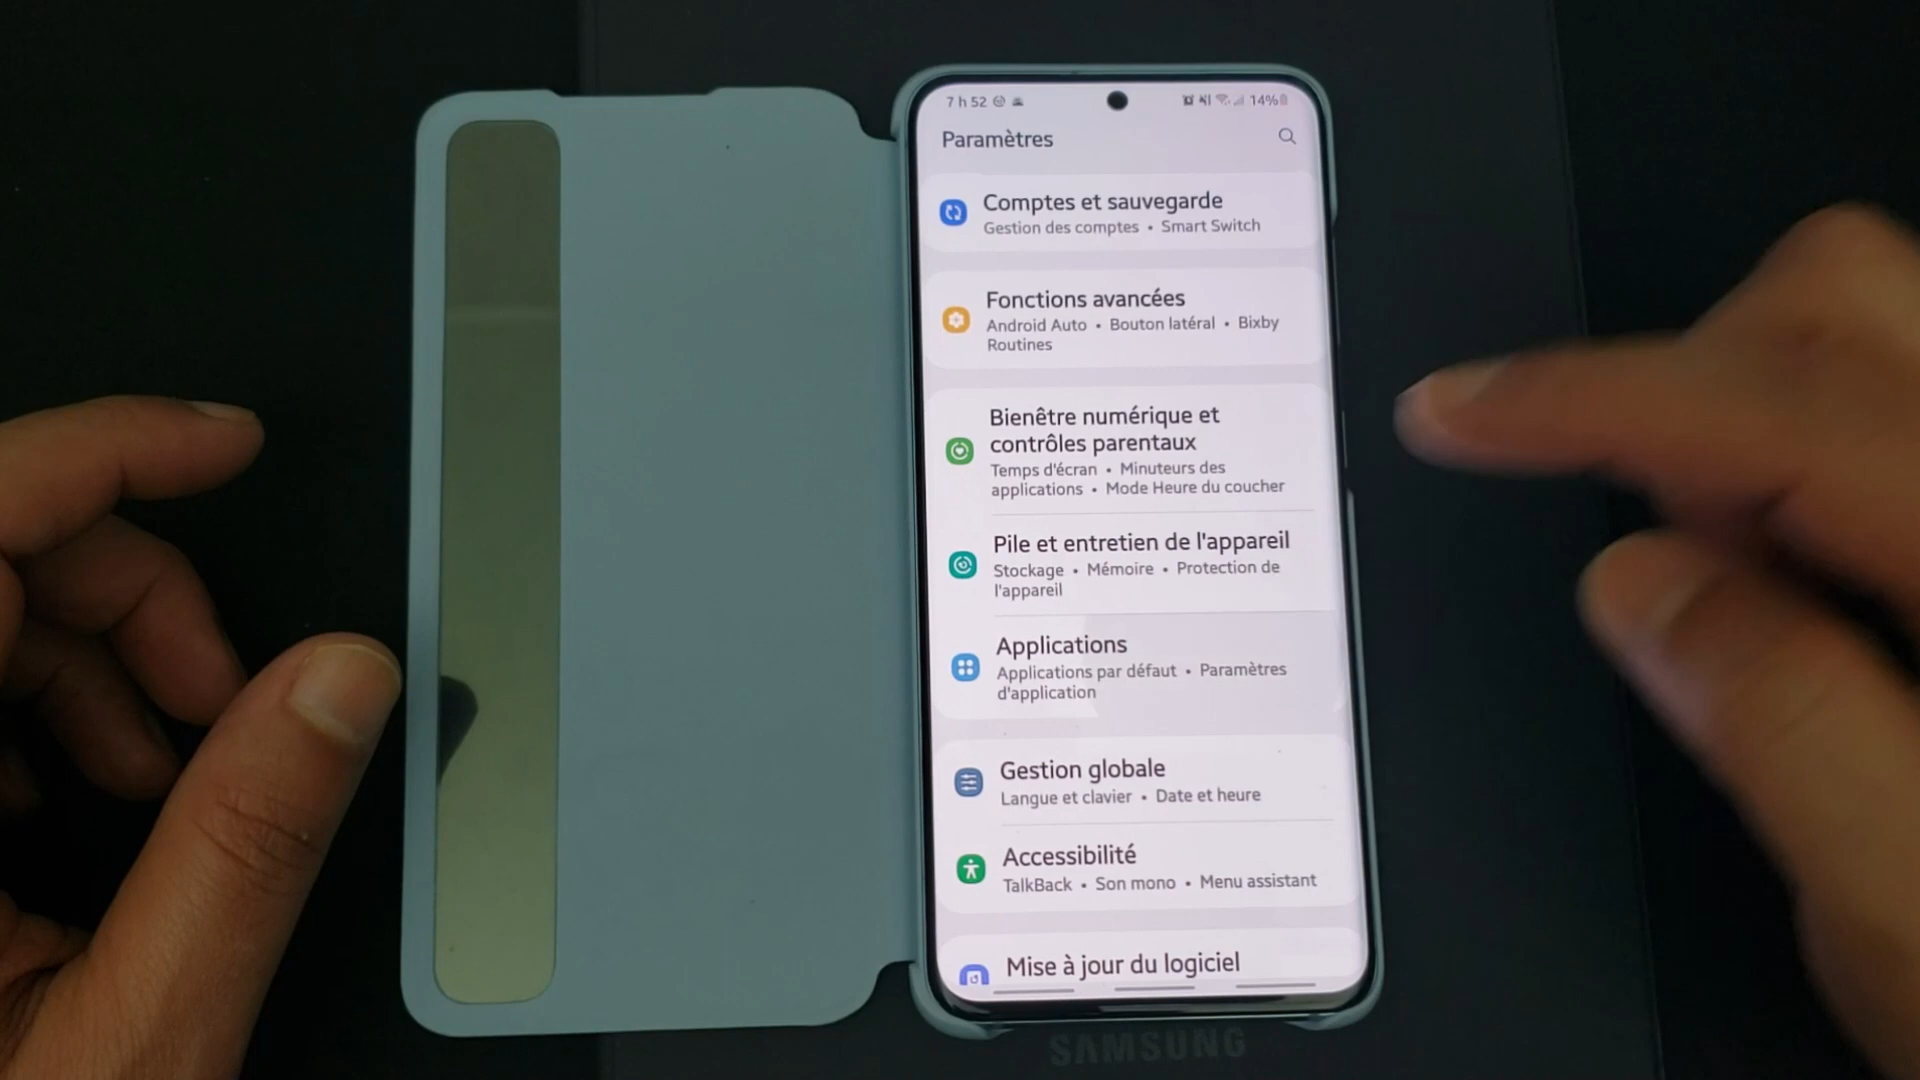 7 h 52
14%
Paramètres
Comptes et sauvegarde
Gestion des comptes • Smart Switch
Fonctions avancées
Android Auto • Bouton latéral • Bixby
Routines
Bienêtre numérique et
contrôles parentaux
Temps d'écran • Minuteurs des
applications • Mode Heure du coucher
Pile et entretien de l'appareil
Stockage • Mémoire • Protection de
l'appareil
Applications
Applications par défaut • Paramètres
d'application
Gestion globale
Langue et clavier • Date et heure
Accessibilité
TalkBack • Son mono • Menu assistant
Mise à jour du logiciel
SAMSUNG